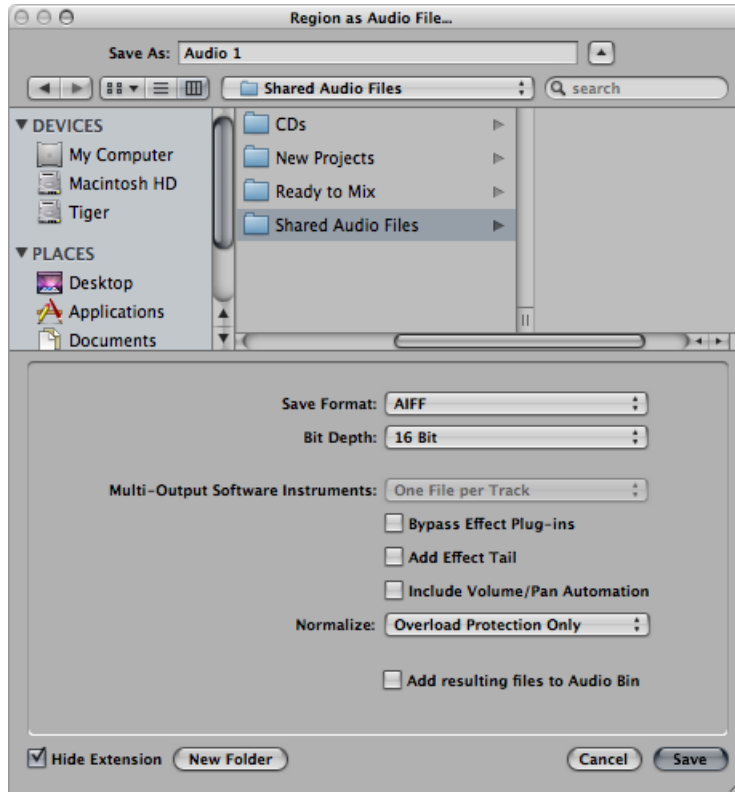 Region as Audio File...
Save As: Audio 1
Shared Audio Files
search
DEVICES
My Computer
Macintosh HD
Tiger
PLACES
Desktop
Applications
Documents
CDs
New Projects
Ready to Mix
Shared Audio Files
Save Format: AIFF
Bit Depth: 16 Bit
Multi-Output Software Instruments: One File per Track
Bypass Effect Plug-ins
Add Effect Tail
Include Volume/Pan Automation
Normalize: Overload Protection Only
Add resulting files to Audio Bin
Hide Extension New Folder Cancel Save